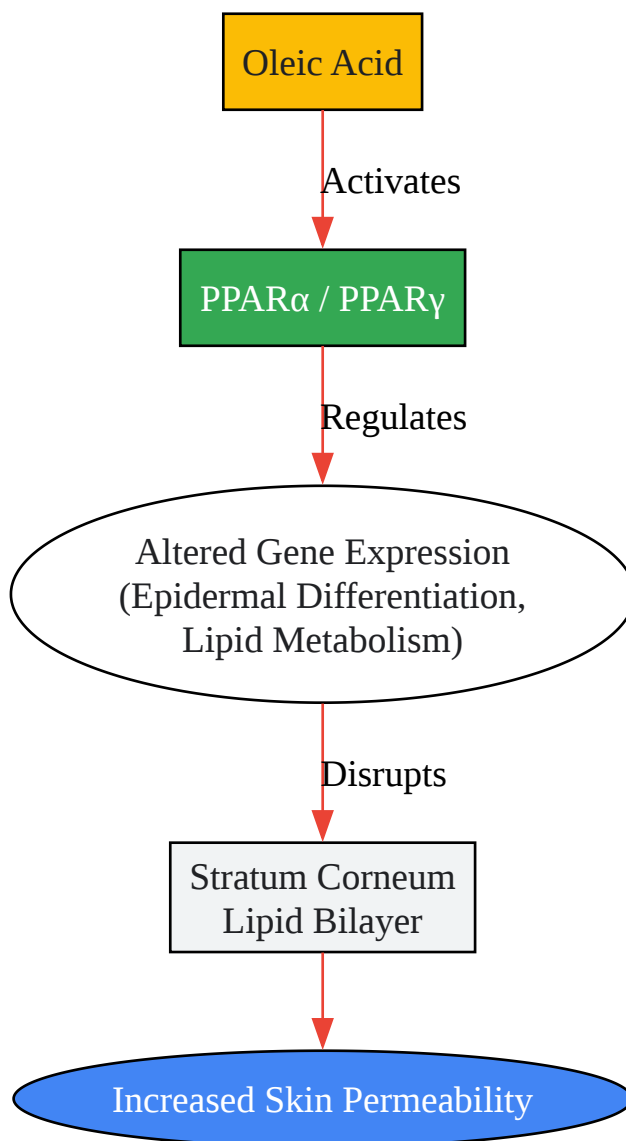 Oleic Acid
Activates
PPARα / PPARγ
Regulates
Altered Gene Expression
(Epidermal Differentiation,
Lipid Metabolism)
Disrupts
Stratum Corneum
Lipid Bilayer
Increased Skin Permeability